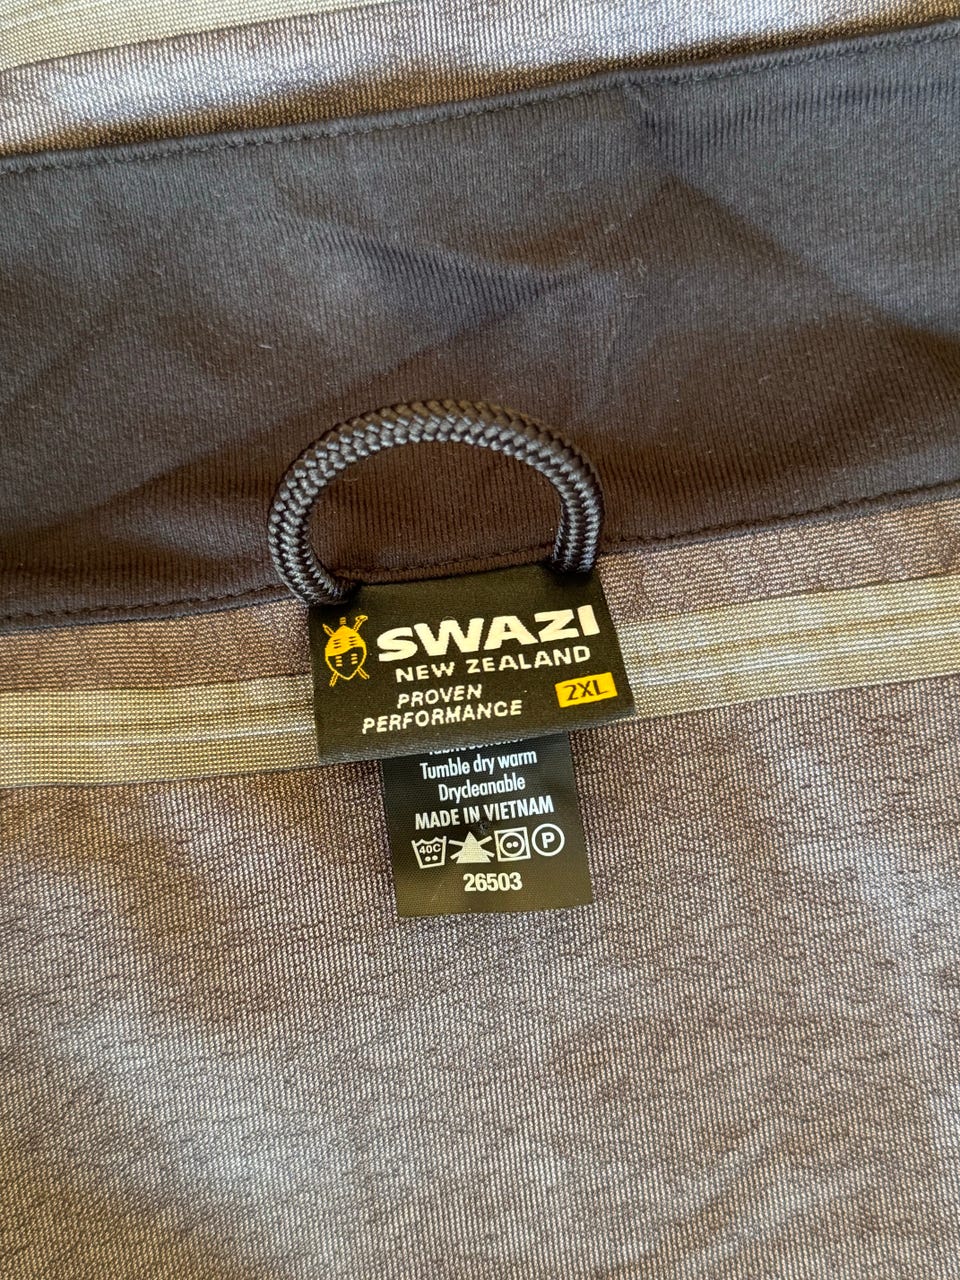 SWAZI
NEW ZEALAND
PROVEN
PERFORMANCE
2XL
Tumble dry warm
Drycleanable
MADE IN VIETNAM
40C
P
26503